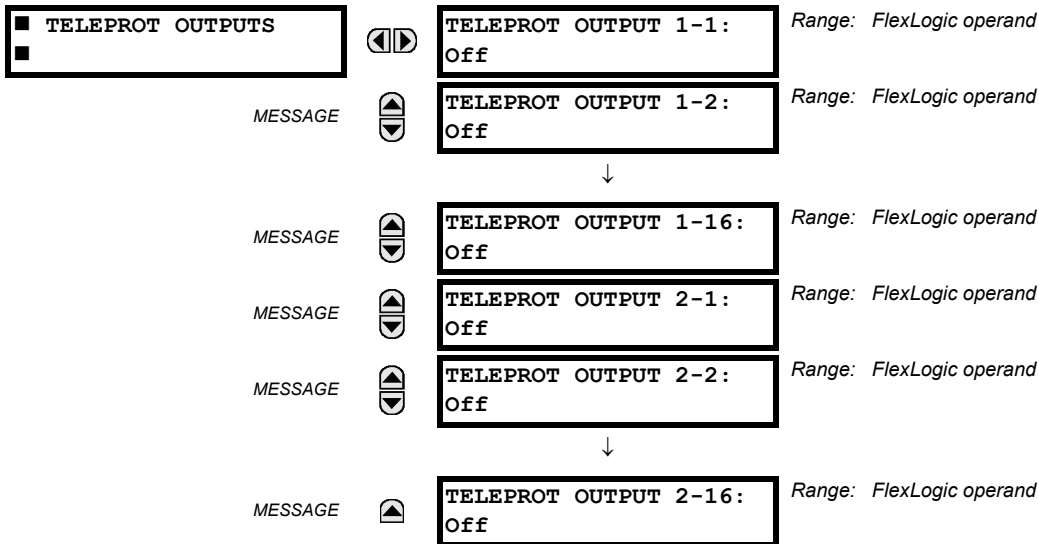 ■ TELEPROT OUTPUTS
■
TELEPROT OUTPUT 1-1:
Off
Range: FlexLogic operand
MESSAGE
TELEPROT OUTPUT 1-2:
Off
Range: FlexLogic operand
↓
MESSAGE
TELEPROT OUTPUT 1-16:
Off
Range: FlexLogic operand
MESSAGE
TELEPROT OUTPUT 2-1:
Off
Range: FlexLogic operand
MESSAGE
TELEPROT OUTPUT 2-2:
Off
Range: FlexLogic operand
↓
MESSAGE
TELEPROT OUTPUT 2-16:
Off
Range: FlexLogic operand